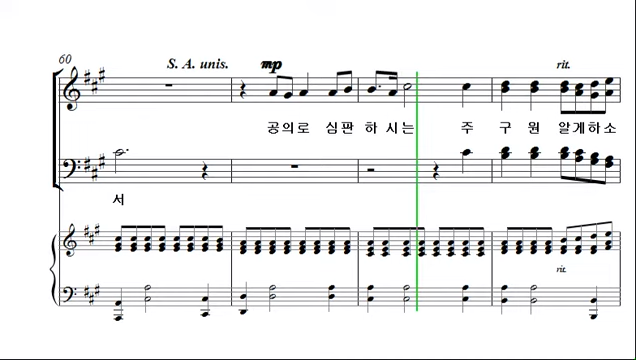 60
S. A. unis.
mp
rit.
공의로 심판 하 시는 주 구 원 알게하소
서
rit.